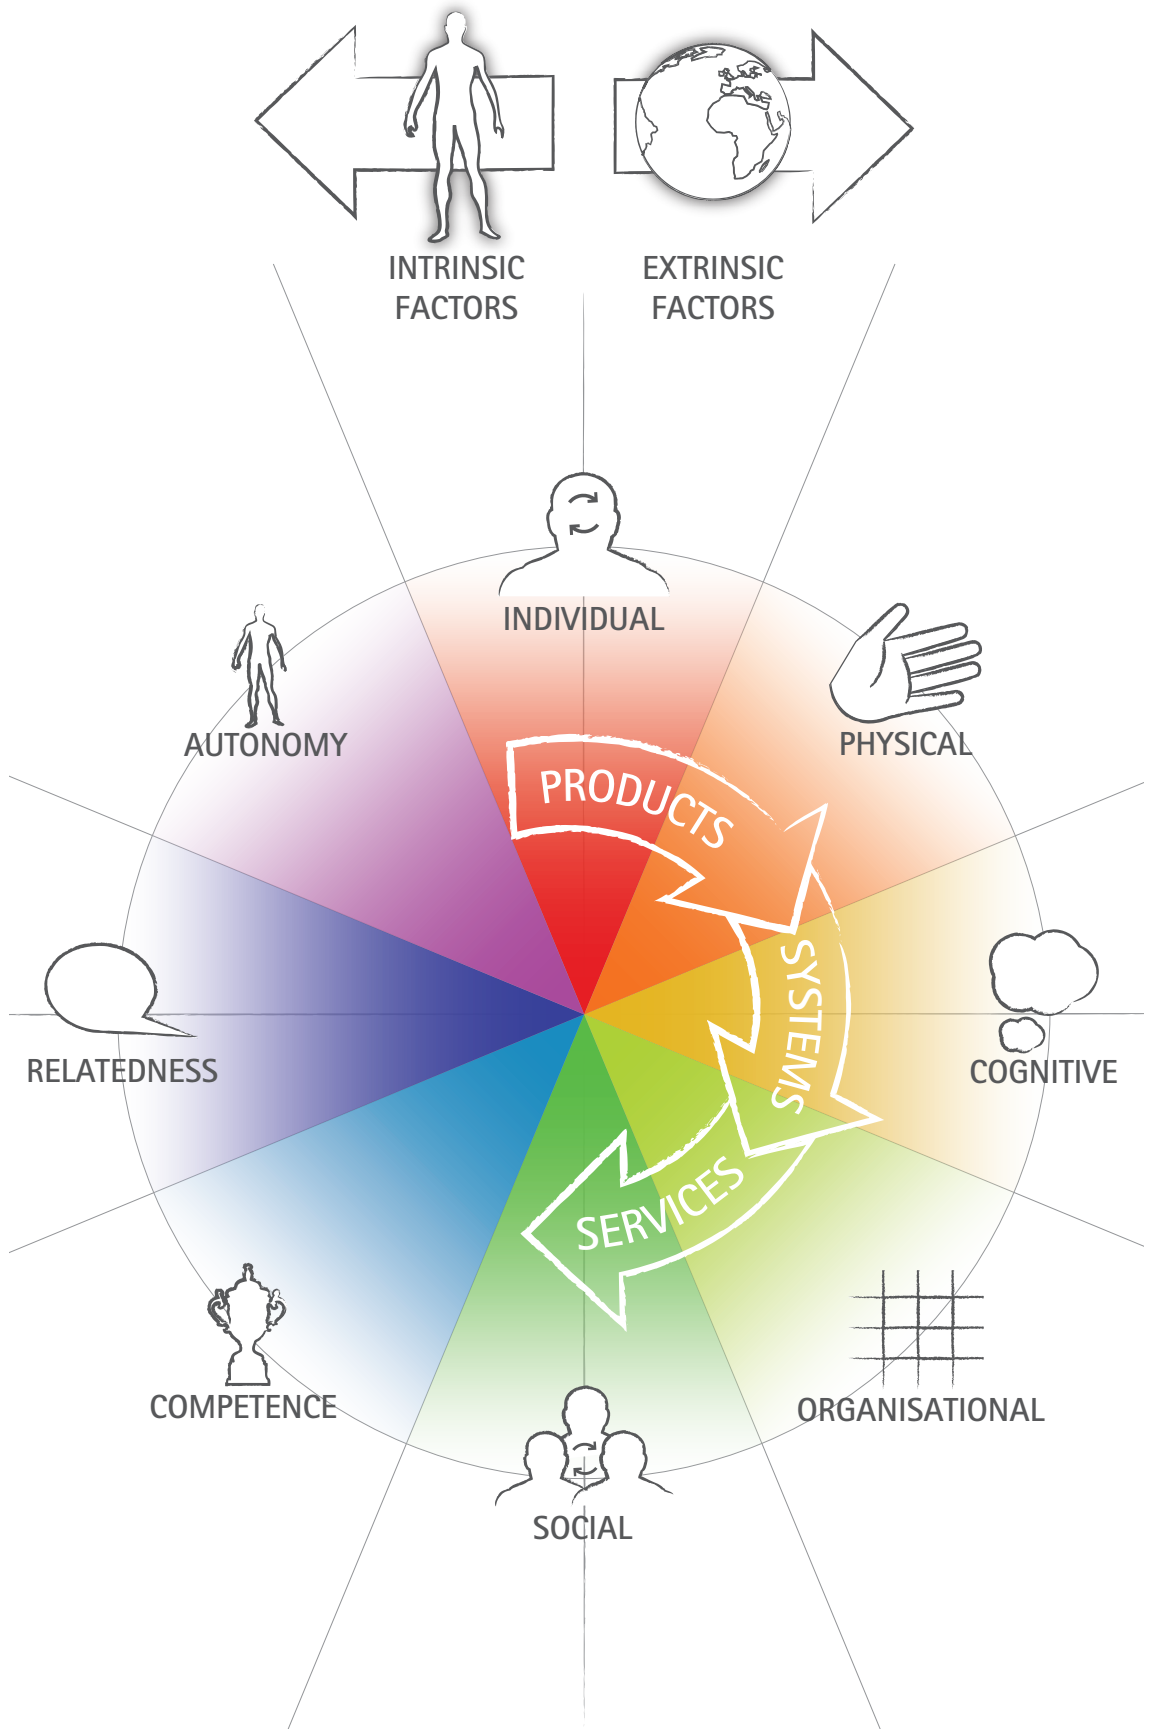 INTRINSIC
FACTORS
EXTRINSIC
FACTORS
INDIVIDUAL
AUTONOMY
PHYSICAL
PRODUCTS
SYSTEMS
RELATEDNESS
COGNITIVE
SERVICES
COMPETENCE
ORGANISATIONAL
SOCIAL